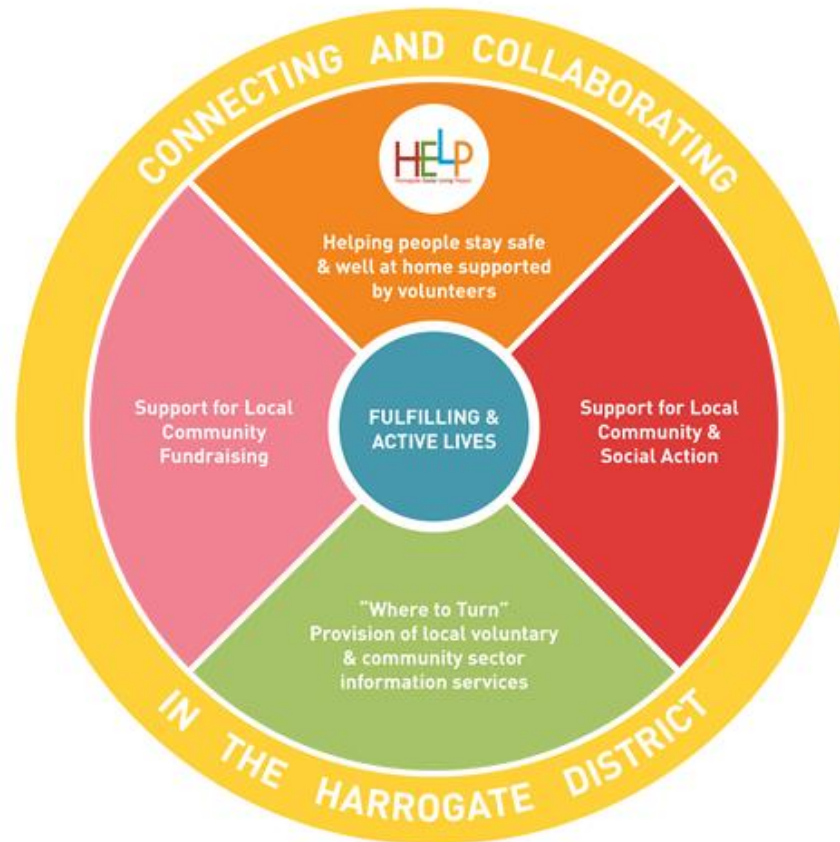 CONNECTING AND COLLABORATING
HELP
Helping people stay safe
& well at home supported
by volunteers
Support for Local
Community
Fundraising
FULFILLING &
ACTIVE LIVES
Support for Local
Community &
Social Action
"Where to Turn"
Provision of local voluntary
& community sector
information services
IN THE HARROGATE DISTRICT